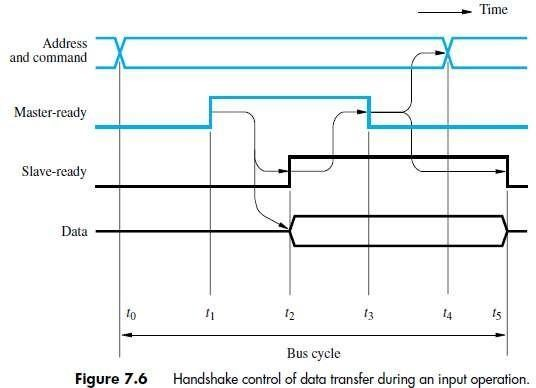 Time
Address
and command
Master-ready
Slave-ready
Data
t0 t1 t2 t3 t4 t5
Bus cycle
Figure 7.6 Handshake control of data transfer during an input operation.